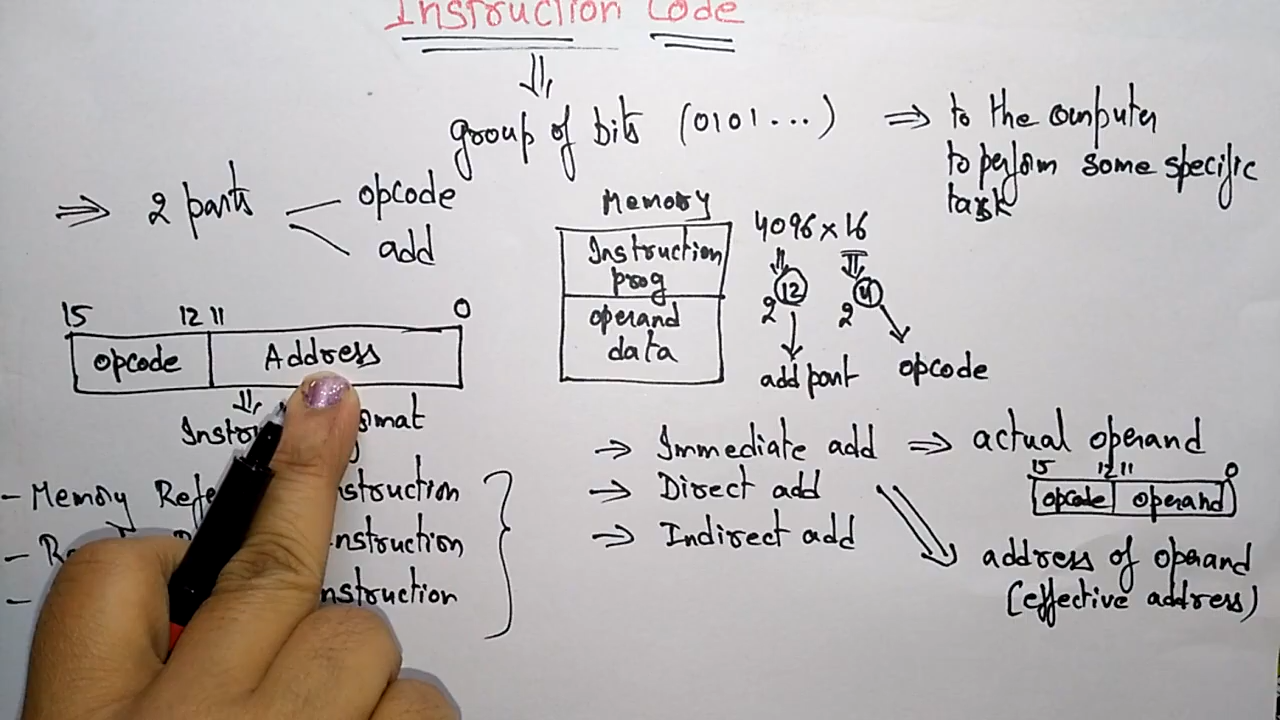 Instruction Code
group of bits (0101...) ⇒ to the computer
to perform some specific
task
⇒ 2 parts
opcode
add
Memory
Instruction
prog
operand
data
4096 x 16
2 12
2 4
add part
opcode
15 12 11 0
opcode Address
mat
- Memory Refe struction
- nstruction
- nstruction
→ Immediate add ⇒ actual operand
→ Direct add
→ Indirect add
15 12 11 0
opcode operand
address of operand
(effective address)